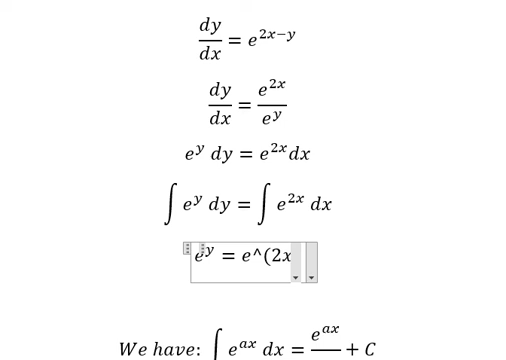 dy/dx = e^{2x−y}
dy/dx = e^{2x}/e^y
e^y dy = e^{2x}dx
∫ e^y dy = ∫ e^{2x} dx
e^y = e^(2x
We have: ∫ e^{ax} dx = e^{ax}/ + C